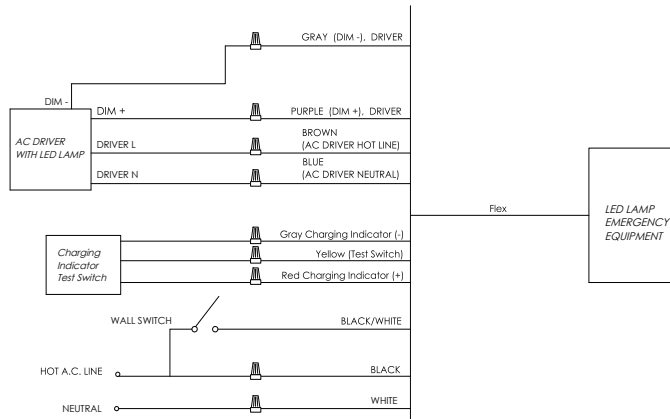 GRAY (DIM -), DRIVER
DIM -
DIM +
PURPLE (DIM +), DRIVER
AC DRIVER
WITH LED LAMP
DRIVER L
BROWN
(AC DRIVER HOT LINE)
DRIVER N
BLUE
(AC DRIVER NEUTRAL)
Flex
LED LAMP
EMERGENCY
EQUIPMENT
Charging
Indicator
Test Switch
Gray Charging Indicator (-)
Yellow (Test Switch)
Red Charging Indicator (+)
WALL SWITCH
BLACK/WHITE
HOT A.C. LINE
BLACK
NEUTRAL
WHITE